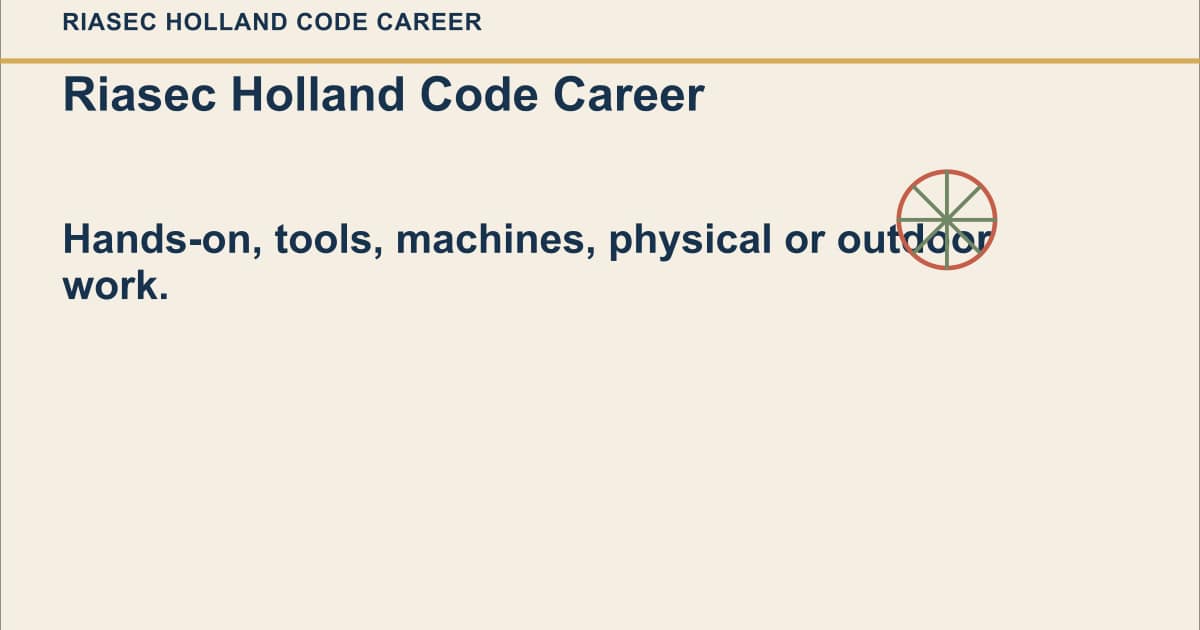 RIASEC HOLLAND CODE CAREER
Riasec Holland Code Career
Hands-on, tools, machines, physical or outdoor
work.